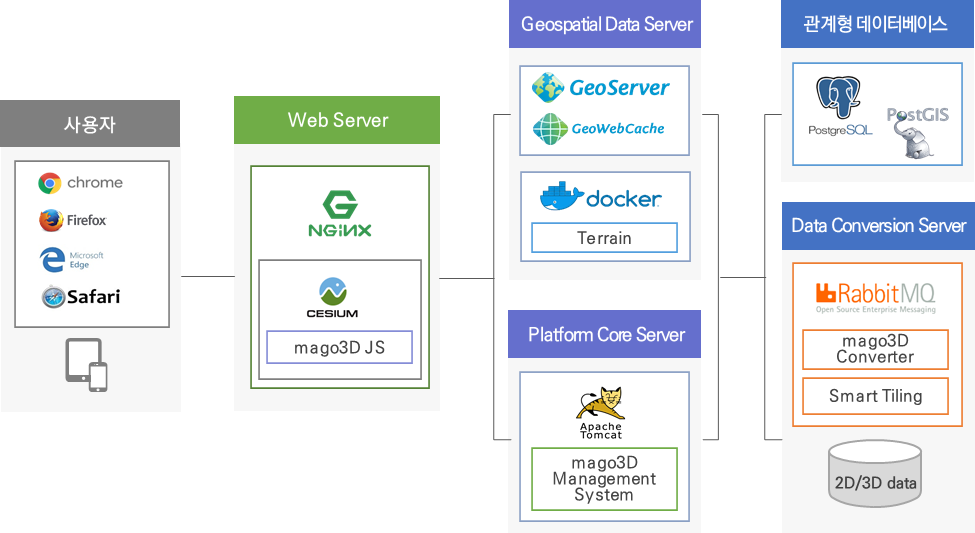 사용자
chrome
Firefox
Microsoft
Edge
Safari
Web Server
NGINX
CESIUM
mago3D JS
Geospatial Data Server
GeoServer
GeoWebCache
docker
Terrain
Platform Core Server
Apache
Tomcat
mago3D
Management
System
관계형 데이터베이스
PostgreSQL
PostGIS
Data Conversion Server
RabbitMQ
Open Source Enterprise Messaging
mago3D
Converter
Smart Tiling
2D/3D data